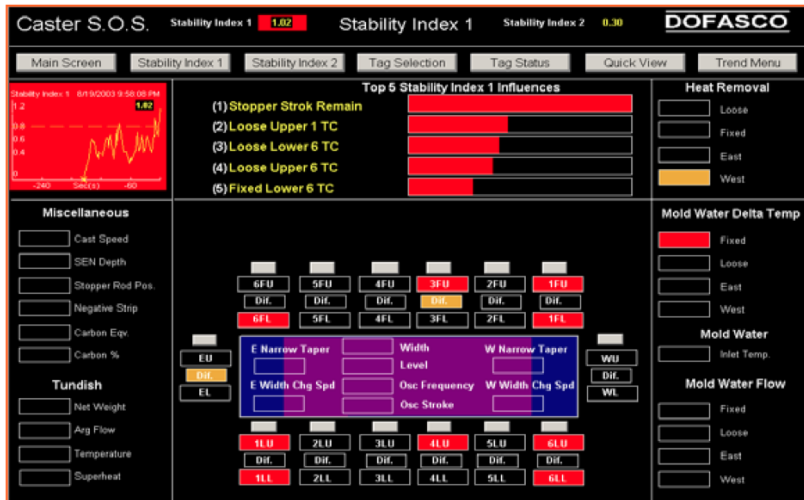 Caster S.O.S. Stability Index 1 1.02 Stability Index 1 Stability Index 2 0.30 DOFASCO
Main Screen Stability Index 1 Stability Index 2 Tag Selection Tag Status Quick View Trend Menu
Stability Index 1 8/19/2003 9:58:08 PM
1.2 1.02
0.8
0.6
0.4
0
-240 Sec(s) -60
Top 5 Stability Index 1 Influences
(1) Stopper Strok Remain
(2) Loose Upper 1 TC
(3) Loose Lower 6 TC
(4) Loose Upper 6 TC
(5) Fixed Lower 6 TC
Heat Removal
Loose
Fixed
East
West
Miscellaneous
Cast Speed
SEN Depth
Stopper Rod Pos.
Negative Strip
Carbon Eqv.
Carbon %
Tundish
Net Weight
Arg Flow
Temperature
Superheat
6FU 5FU 4FU 3FU 2FU 1FU
Dif. Dif. Dif. Dif. Dif. Dif.
6FL 5FL 4FL 3FL 2FL 1FL
EU
Dif.
EL
E Narrow Taper Width W Narrow Taper
Level
E Width Chg Spd Osc Frequency W Width Chg Spd
Osc Stroke
WU
Dif.
WL
1LU 2LU 3LU 4LU 5LU 6LU
Dif. Dif. Dif. Dif. Dif. Dif.
1LL 2LL 3LL 4LL 5LL 6LL
Mold Water Delta Temp
Fixed
Loose
East
West
Mold Water
Inlet Temp.
Mold Water Flow
Fixed
Loose
East
West